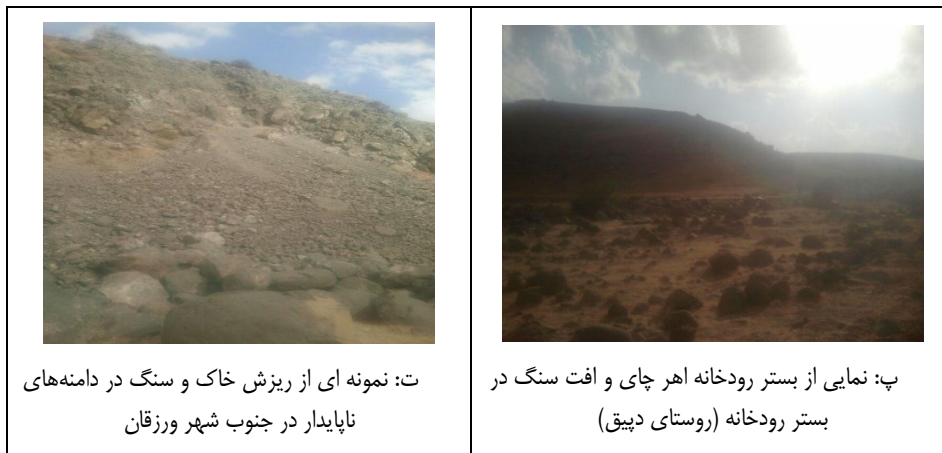 پ: نمایی از بستر رودخانه اهر چای و افت سنگ در
بستر رودخانه (روستای دپیق)
ت: نمونه ای از ریزش خاک و سنگ در دامنه‌های
ناپایدار در جنوب شهر ورزقان